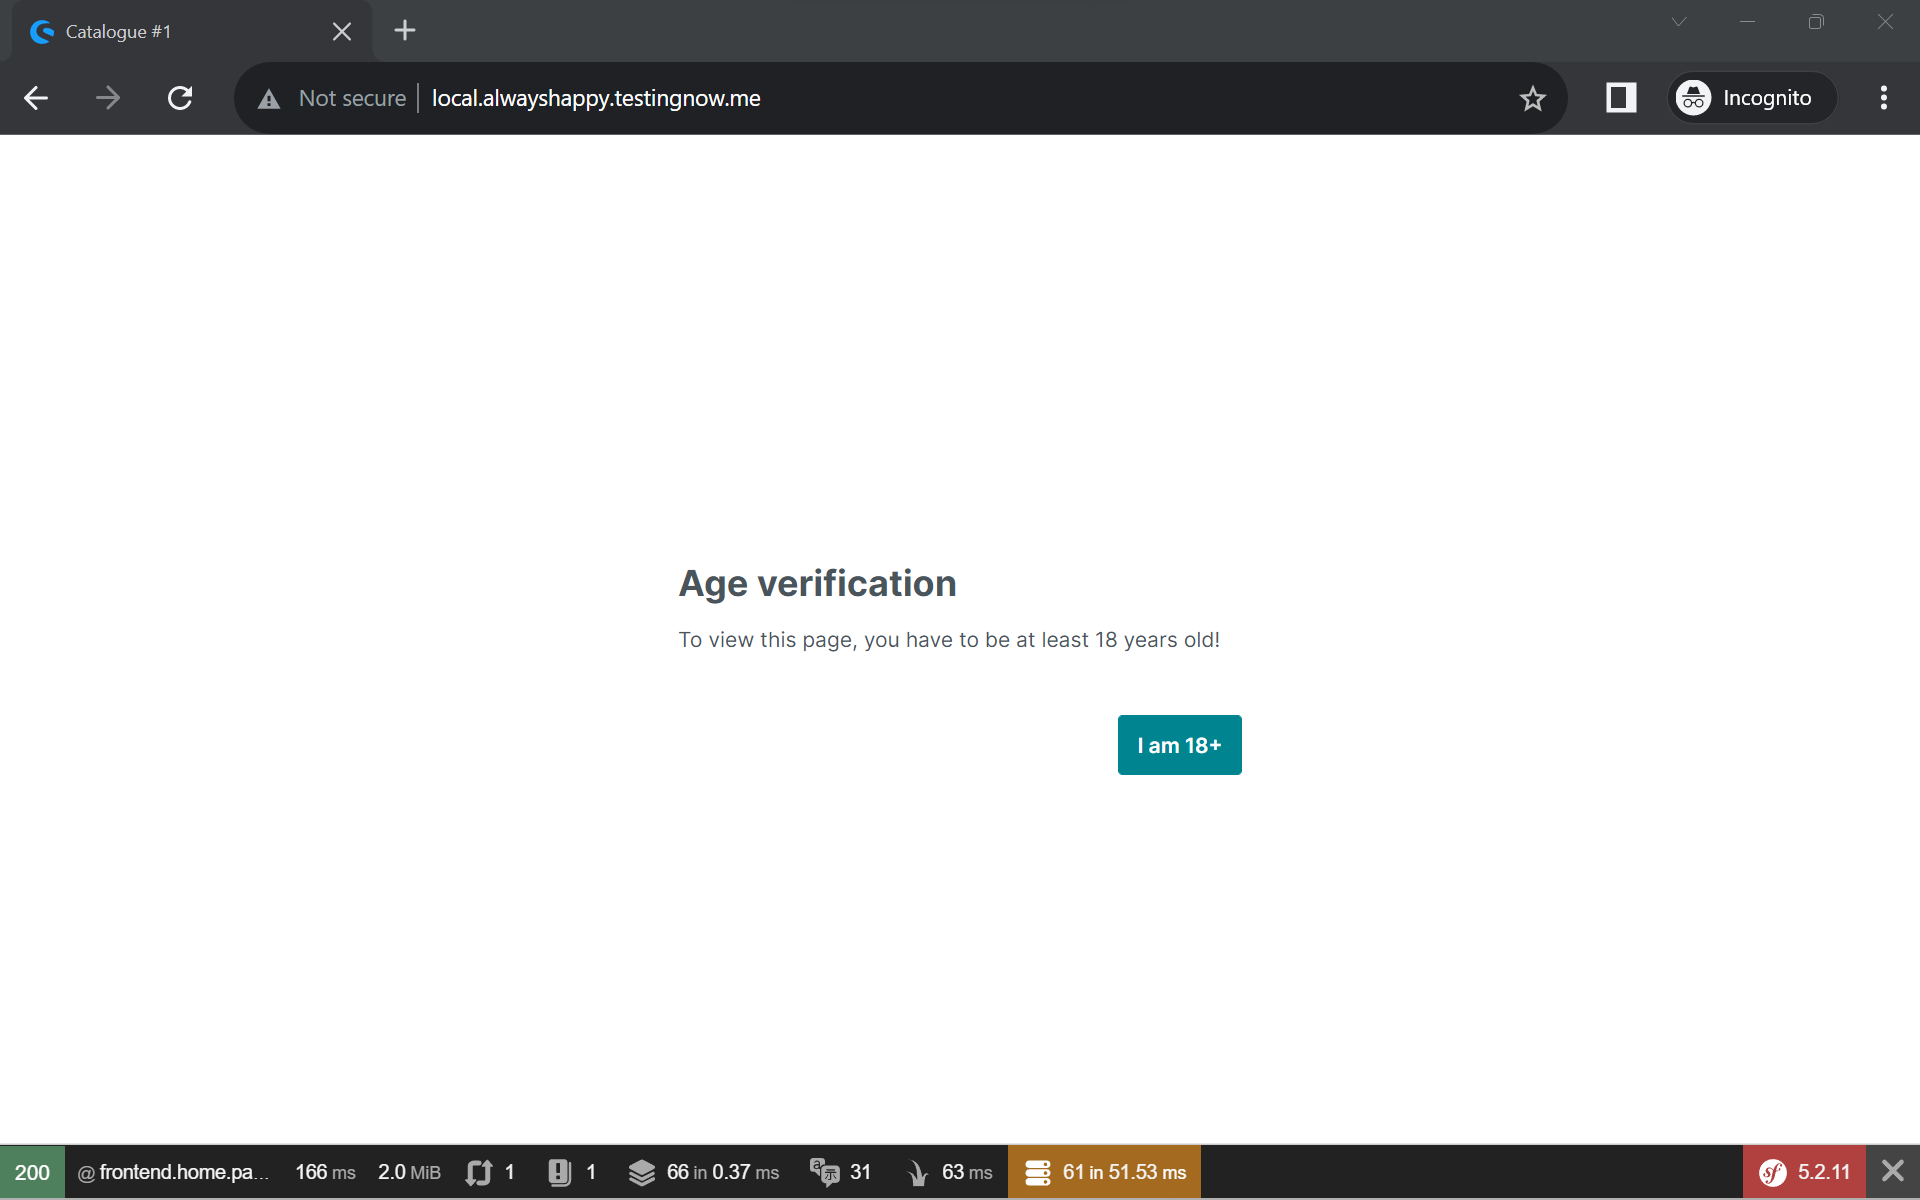 Catalogue #1
Not secure local.alwayshappy.testingnow.me Incognito
Age verification
To view this page, you have to be at least 18 years old!
I am 18+
200 @ frontend.home.pa... 166 ms 2.0 MiB 1 1 66 in 0.37 ms 31 63 ms 61 in 51.53 ms sf 5.2.11